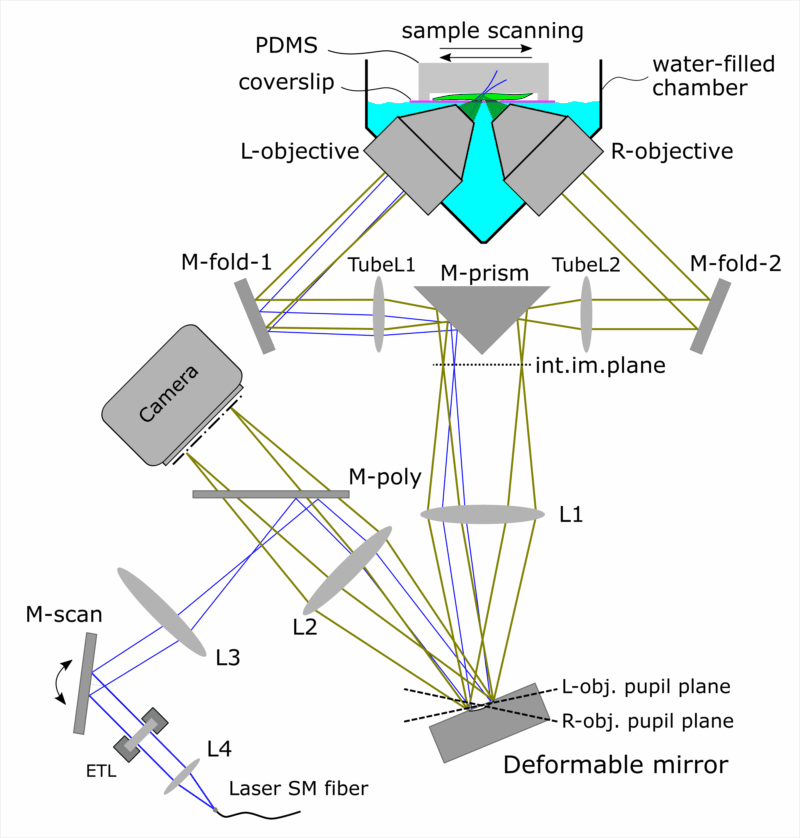 sample scanning
PDMS
coverslip
water-filled
chamber
L-objective
R-objective
M-fold-1
TubeL1
M-prism
TubeL2
M-fold-2
int.im.plane
Camera
M-poly
L1
L2
M-scan
L3
L-obj. pupil plane
R-obj. pupil plane
L4
ETL
Deformable mirror
Laser SM fiber